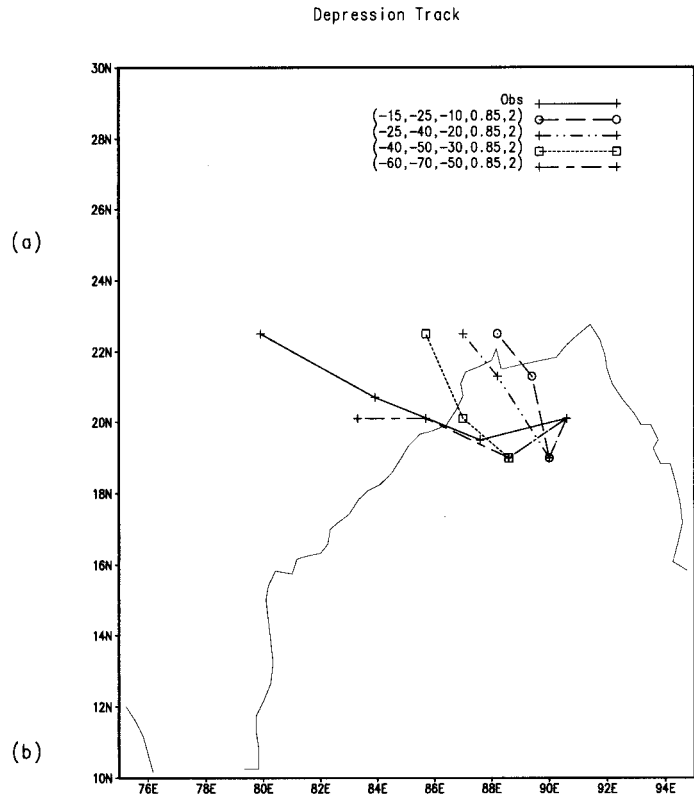 Depression Track
30N
Obs
(-15,-25,-10,0.85,2)
28N
(-25,-40,-20,0.85,2)
(-40,-50,-30,0.85,2)
(-60,-70,-50,0.85,2)
26N
(a)
24N
22N
20N
18N
16N
14N
12N
(b)
10N
76E 78E 80E 82E 84E 86E 88E 90E 92E 94E